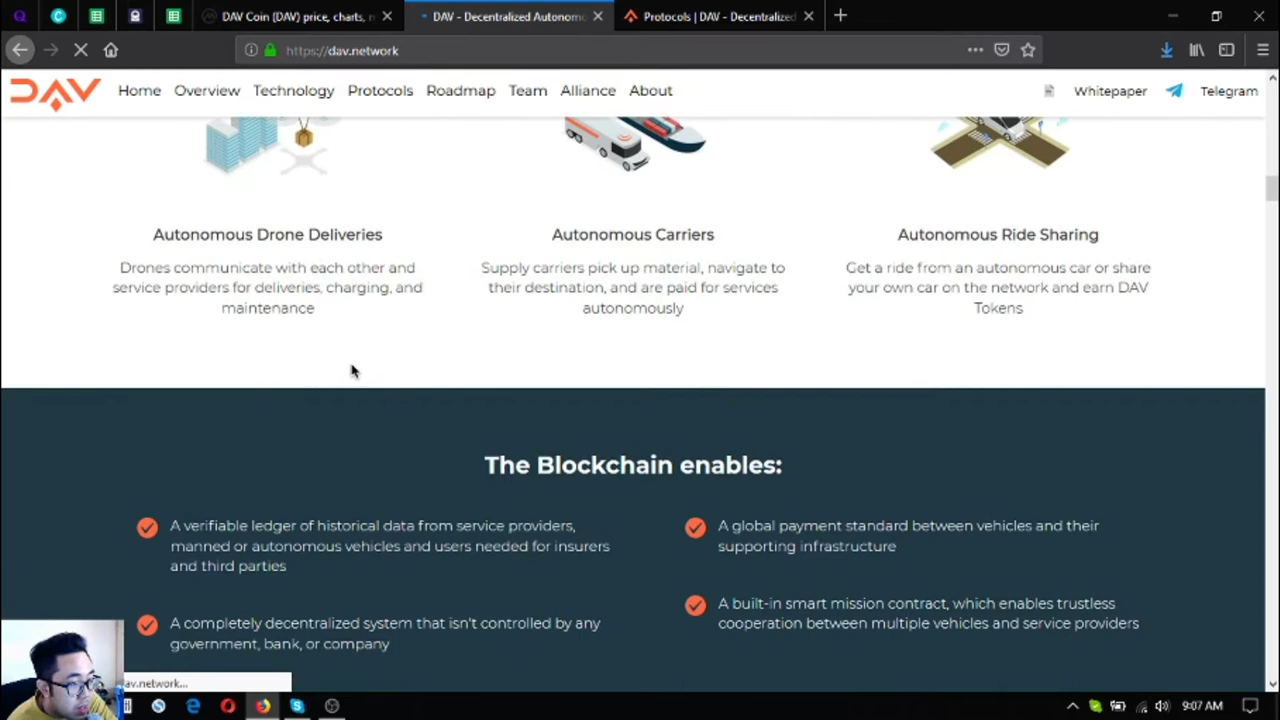 DAV Coin (DAV) price, charts,
DAV - Decentralized Autonomo
Protocols | DAV - Decentralized
https://dav.network
DAV
Home
Overview
Technology
Protocols
Roadmap
Team
Alliance
About
Whitepaper
Telegram
Autonomous Drone Deliveries
Drones communicate with each other and
service providers for deliveries, charging, and
maintenance
Autonomous Carriers
Supply carriers pick up material, navigate to
their destination, and are paid for services
autonomously
Autonomous Ride Sharing
Get a ride from an autonomous car or share
your own car on the network and earn DAV
Tokens
The Blockchain enables:
A verifiable ledger of historical data from service providers,
manned or autonomous vehicles and users needed for insurers
and third parties
A completely decentralized system that isn't controlled by any
government, bank, or company
A global payment standard between vehicles and their
supporting infrastructure
A built-in smart mission contract, which enables trustless
cooperation between multiple vehicles and service providers
av.network...
9:07 AM